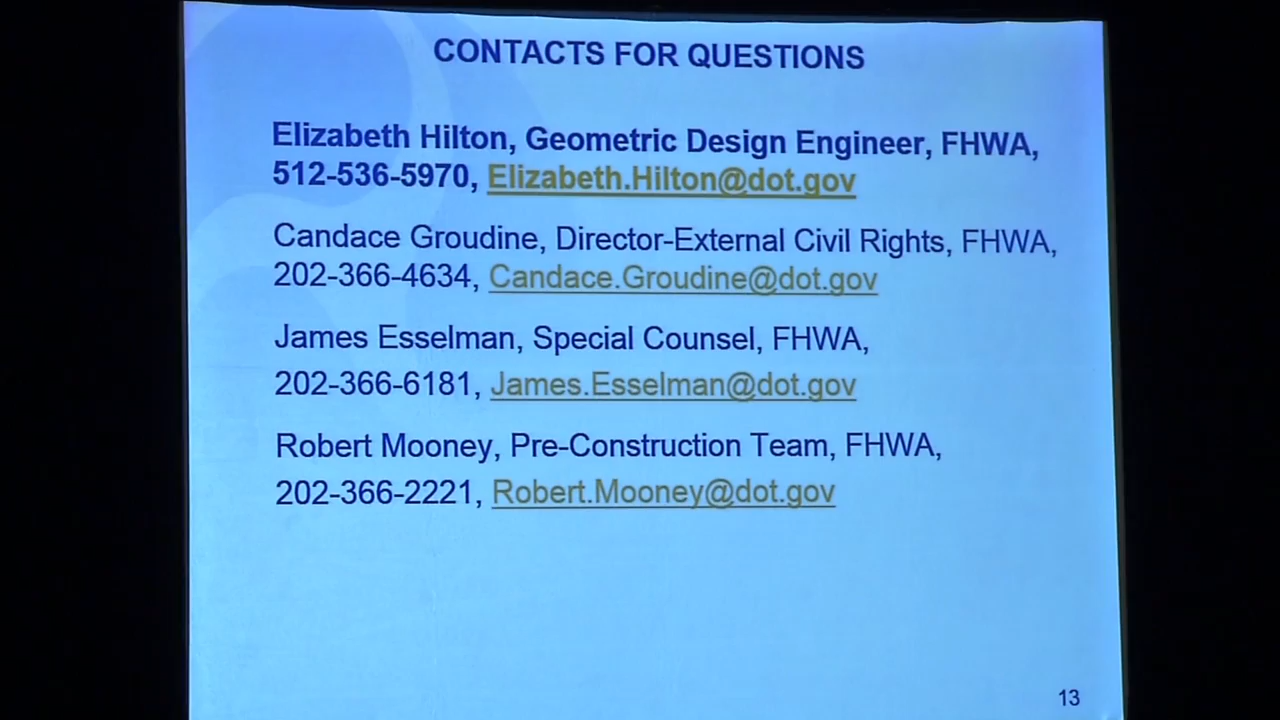 CONTACTS FOR QUESTIONS
Elizabeth Hilton, Geometric Design Engineer, FHWA,
512-536-5970, Elizabeth.Hilton@dot.gov
Candace Groudine, Director-External Civil Rights, FHWA,
202-366-4634, Candace.Groudine@dot.gov
James Esselman, Special Counsel, FHWA,
202-366-6181, James.Esselman@dot.gov
Robert Mooney, Pre-Construction Team, FHWA,
202-366-2221, Robert.Mooney@dot.gov
13